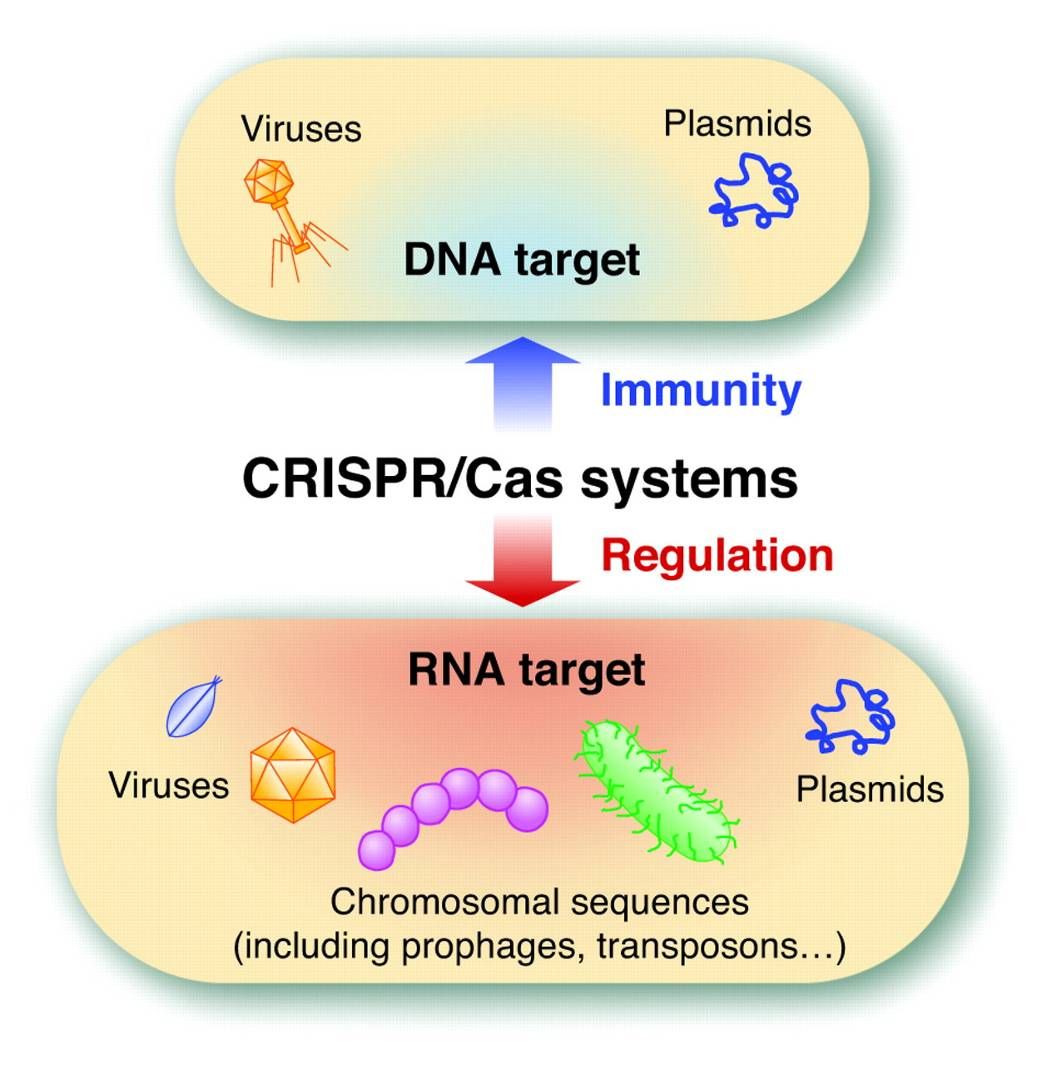 Viruses
Plasmids
DNA target
Immunity
CRISPR/Cas systems
Regulation
RNA target
Viruses
Plasmids
Chromosomal sequences
(including prophages, transposons…)